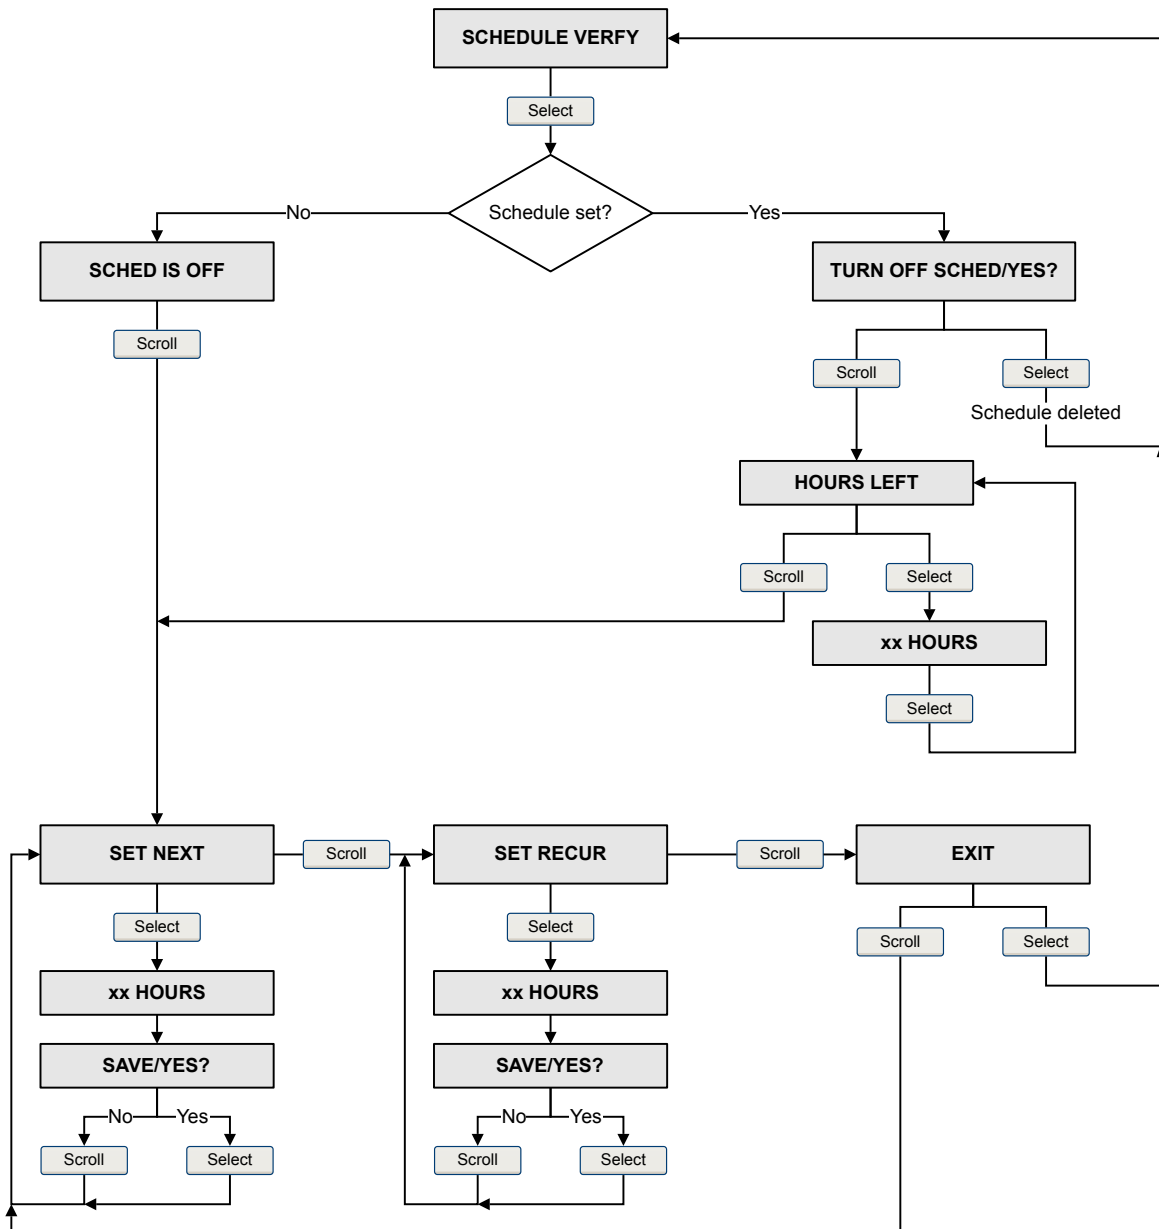 SCHEDULE VERFY
Select
Schedule set?
No
Yes
SCHED IS OFF
TURN OFF SCHED/YES?
Scroll
Scroll
Select
Schedule deleted
HOURS LEFT
Scroll
Select
xx HOURS
Select
SET NEXT
Scroll
SET RECUR
Scroll
EXIT
Select
Select
Scroll
Select
xx HOURS
xx HOURS
SAVE/YES?
SAVE/YES?
No
Yes
No
Yes
Scroll
Select
Scroll
Select